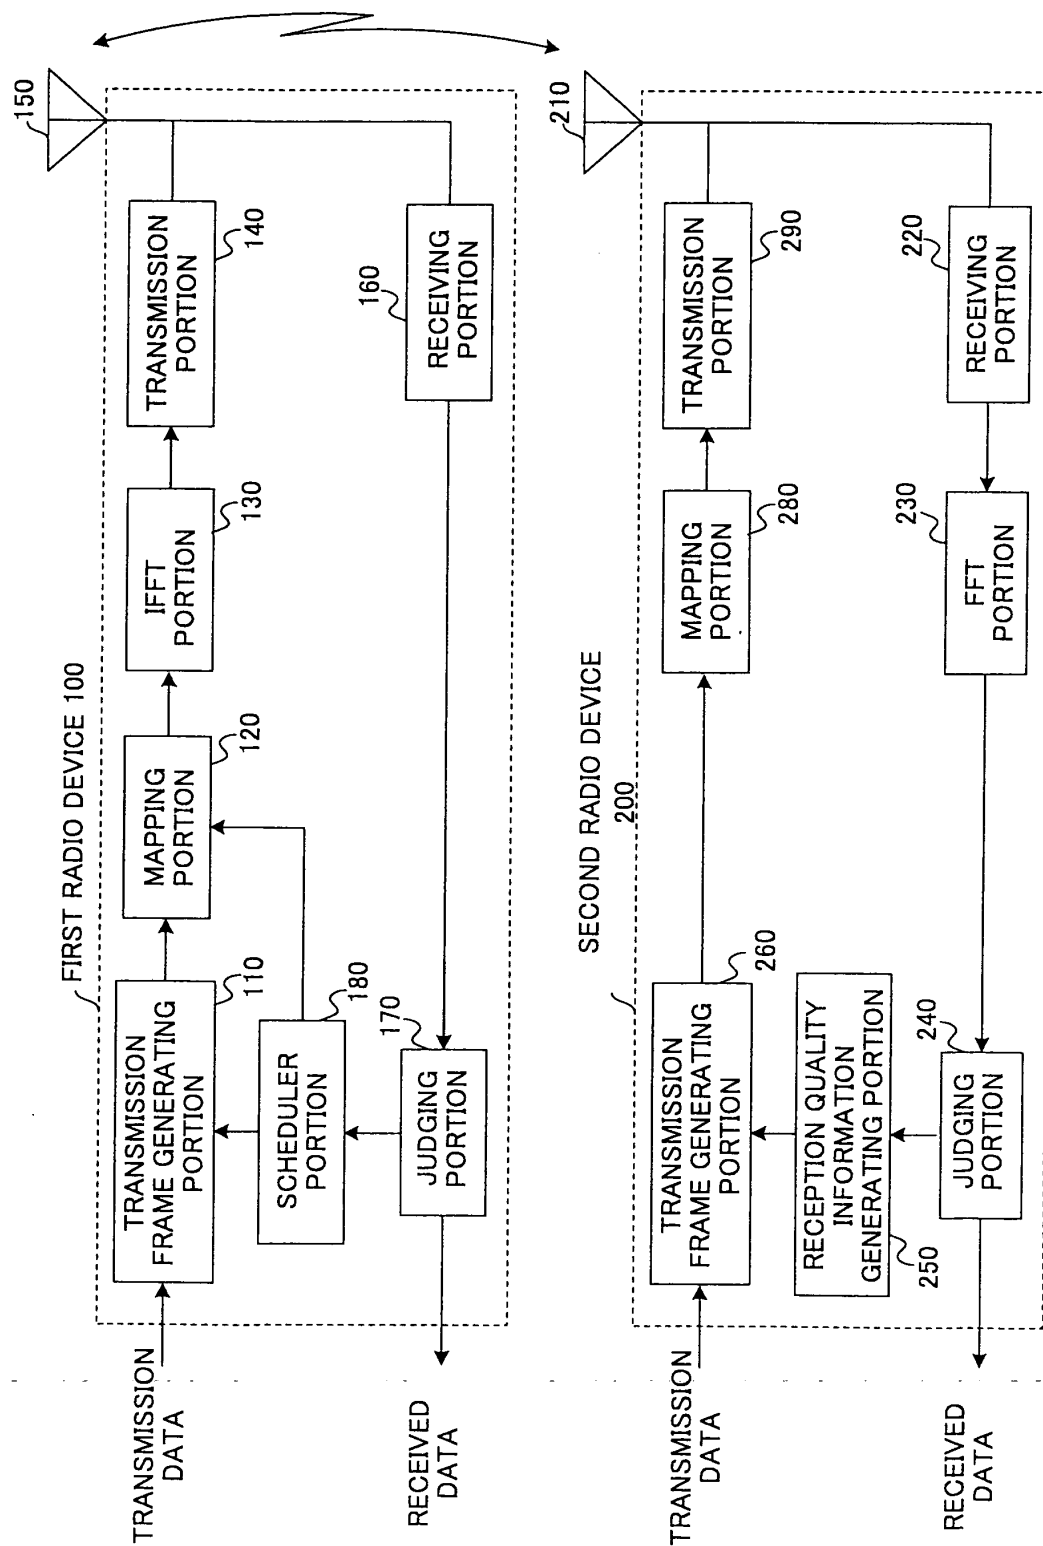 FIRST RADIO DEVICE 100
TRANSMISSION
DATA
TRANSMISSION
FRAME GENERATING
PORTION
110
MAPPING
PORTION
120
IFFT
PORTION
130
TRANSMISSION
PORTION
140
150
SCHEDULER
PORTION
180
RECEIVED
DATA
JUDGING
PORTION
170
RECEIVING
PORTION
160
SECOND RADIO DEVICE
200
TRANSMISSION
DATA
TRANSMISSION
FRAME GENERATING
PORTION
260
MAPPING
PORTION
280
TRANSMISSION
PORTION
290
210
RECEPTION QUALITY
INFORMATION
GENERATING PORTION
250
RECEIVED
DATA
JUDGING
PORTION
240
FFT
PORTION
230
RECEIVING
PORTION
220